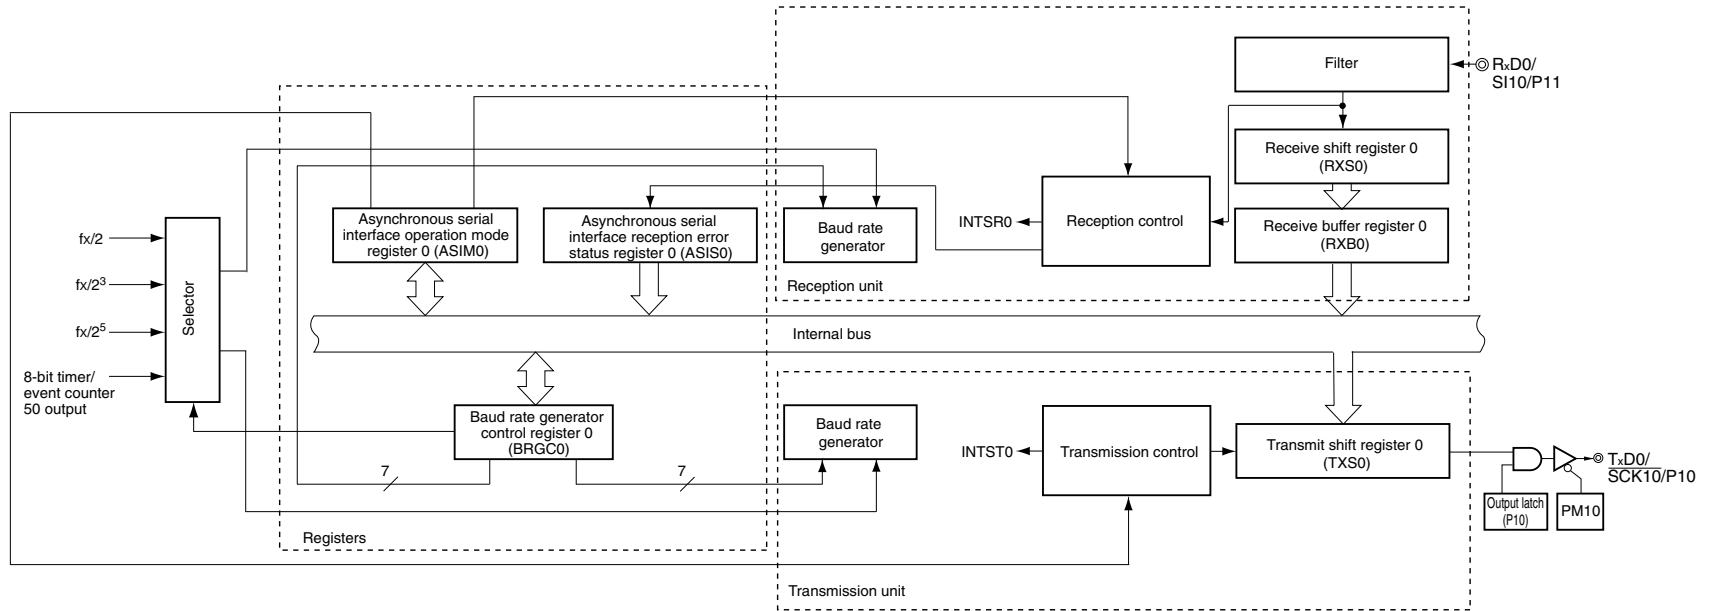 Filter
RxD0/
SI10/P11
Receive shift register 0
(RXS0)
Asynchronous serial
interface operation mode
register 0 (ASIM0)
Asynchronous serial
interface reception error
status register 0 (ASIS0)
Baud rate
generator
INTSR0
Reception control
Receive buffer register 0
(RXB0)
Reception unit
fx/2
fx/2³
fx/2⁵
8-bit timer/
event counter
50 output
Selector
Internal bus
Baud rate generator
control register 0
(BRGC0)
7
7
Baud rate
generator
INTST0
Transmission control
Transmit shift register 0
(TXS0)
TxD0/
SCK10/P10
Output latch
(P10)
PM10
Registers
Transmission unit